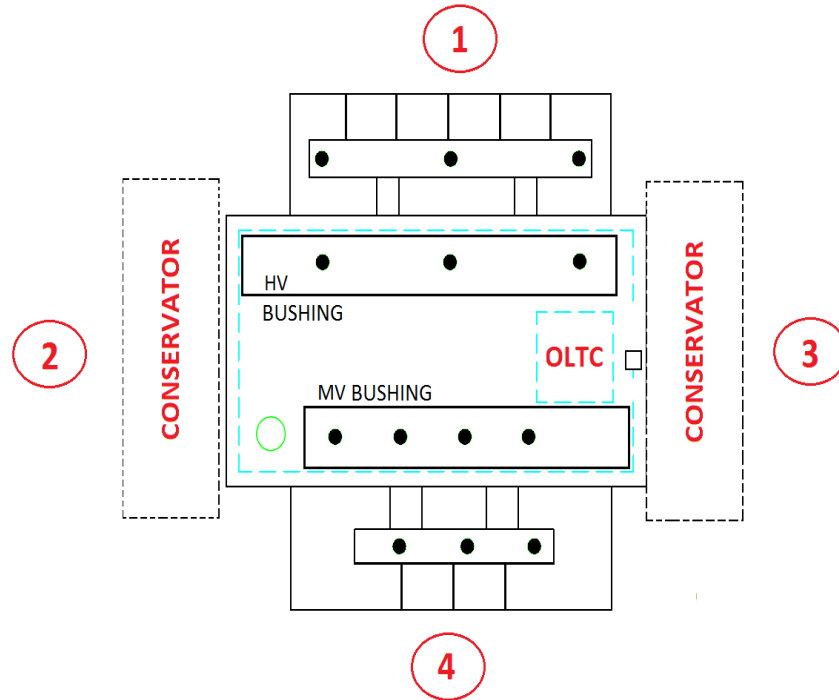 1
HV
BUSHING
CONSERVATOR
CONSERVATOR
2
OLTC
3
MV BUSHING
4